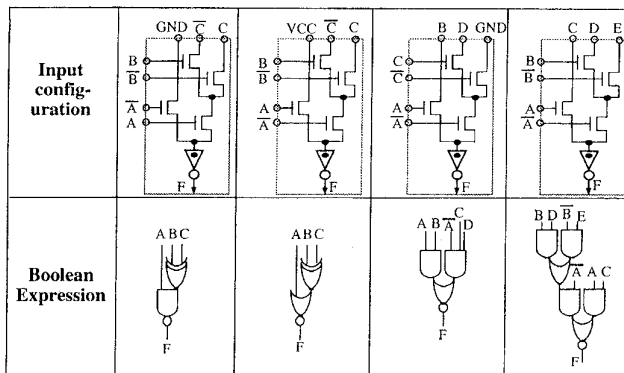 Input config-uration
GND C̅ C
B
B̅
A̅
A
F
VCC C̅ C
B
B̅
A
A̅
F
B D GND
C
C̅
A
A̅
F
C D E
B
B̅
A
A̅
F
Boolean Expression
A B C
F
A B C
F
A B A̅ C D
F
B D B̅ E
A̅ A C
F